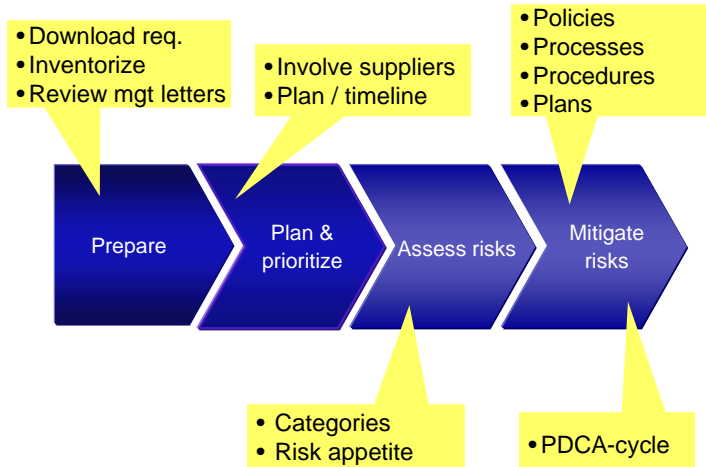 • Download req.
• Inventorize
• Review mgt letters
• Involve suppliers
• Plan / timeline
• Policies
• Processes
• Procedures
• Plans
Prepare
Plan &
prioritize
Assess risks
Mitigate
risks
• Categories
• Risk appetite
• PDCA-cycle